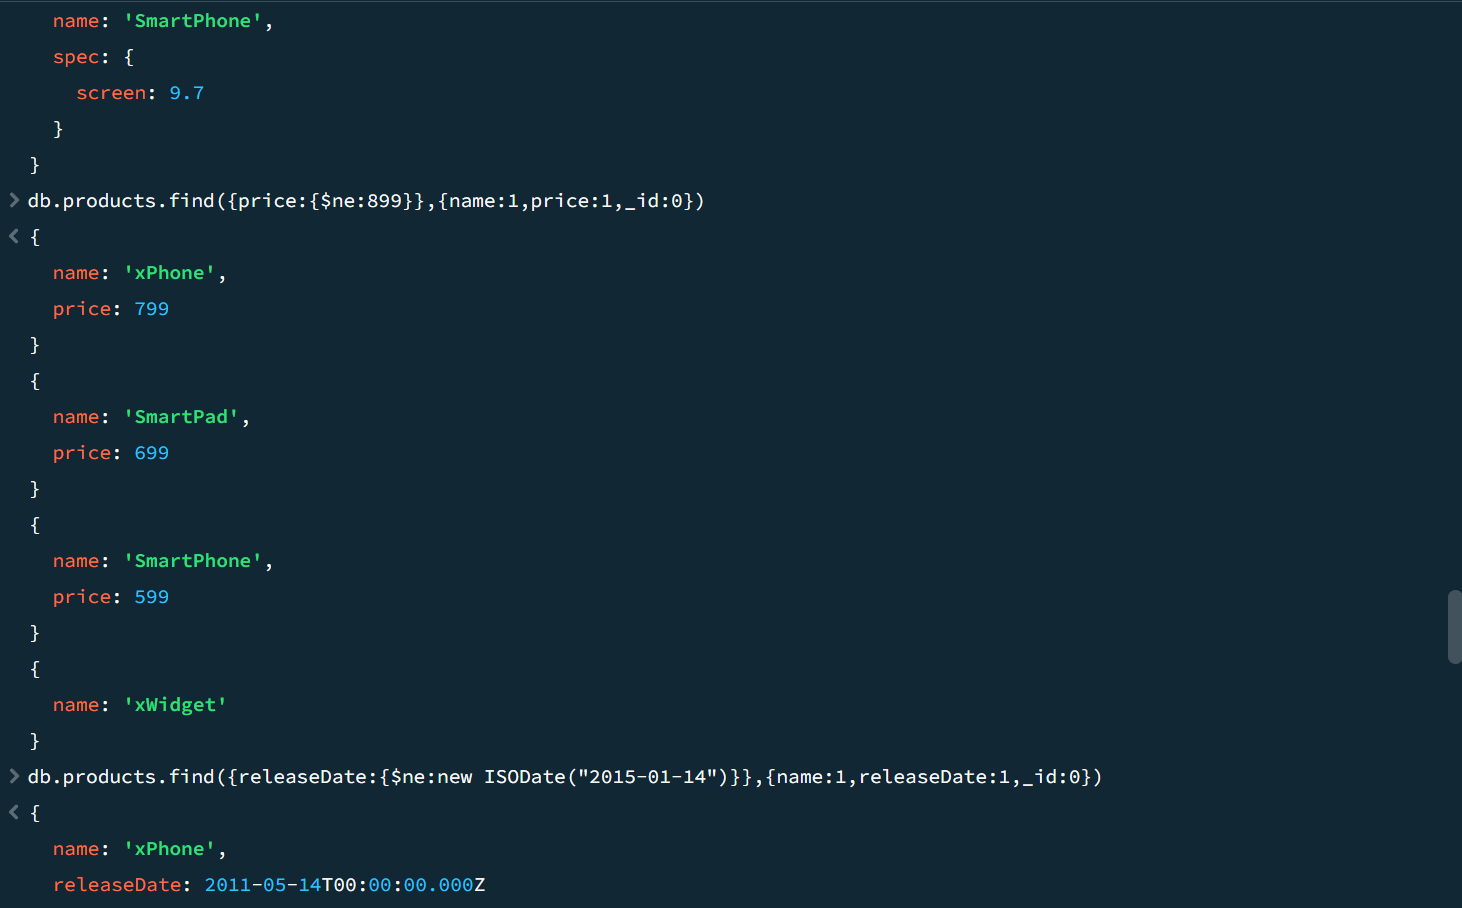 name: 'SmartPhone',
spec: {
screen: 9.7
}
}
> db.products.find({price:{$ne:899}},{name:1,price:1,_id:0})
< {
name: 'xPhone',
price: 799
}
{
name: 'SmartPad',
price: 699
}
{
name: 'SmartPhone',
price: 599
}
{
name: 'xWidget'
}
> db.products.find({releaseDate:{$ne:new ISODate("2015-01-14")}},{name:1,releaseDate:1,_id:0})
< {
name: 'xPhone',
releaseDate: 2011-05-14T00:00:00.000Z